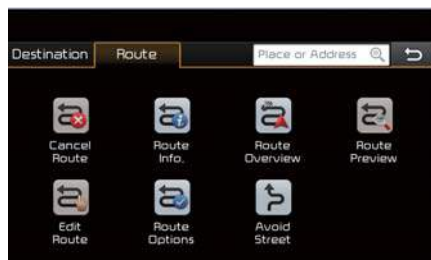 Destination Route Place or Address
Cancel Route Route Route
Route Info. Overview Preview
Edit Route Avoid
Route Options Street